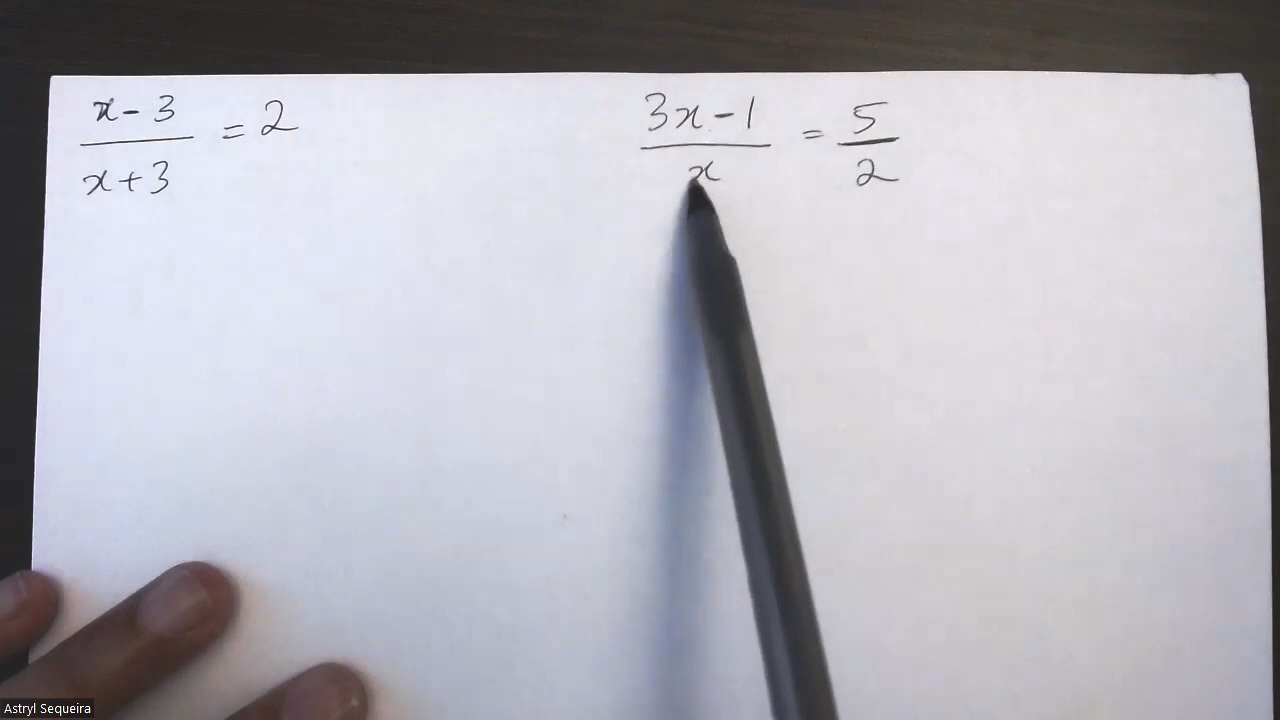 x-3 / x+3 = 2
3x-1 / x = 5 / 2
Astryl Sequeira